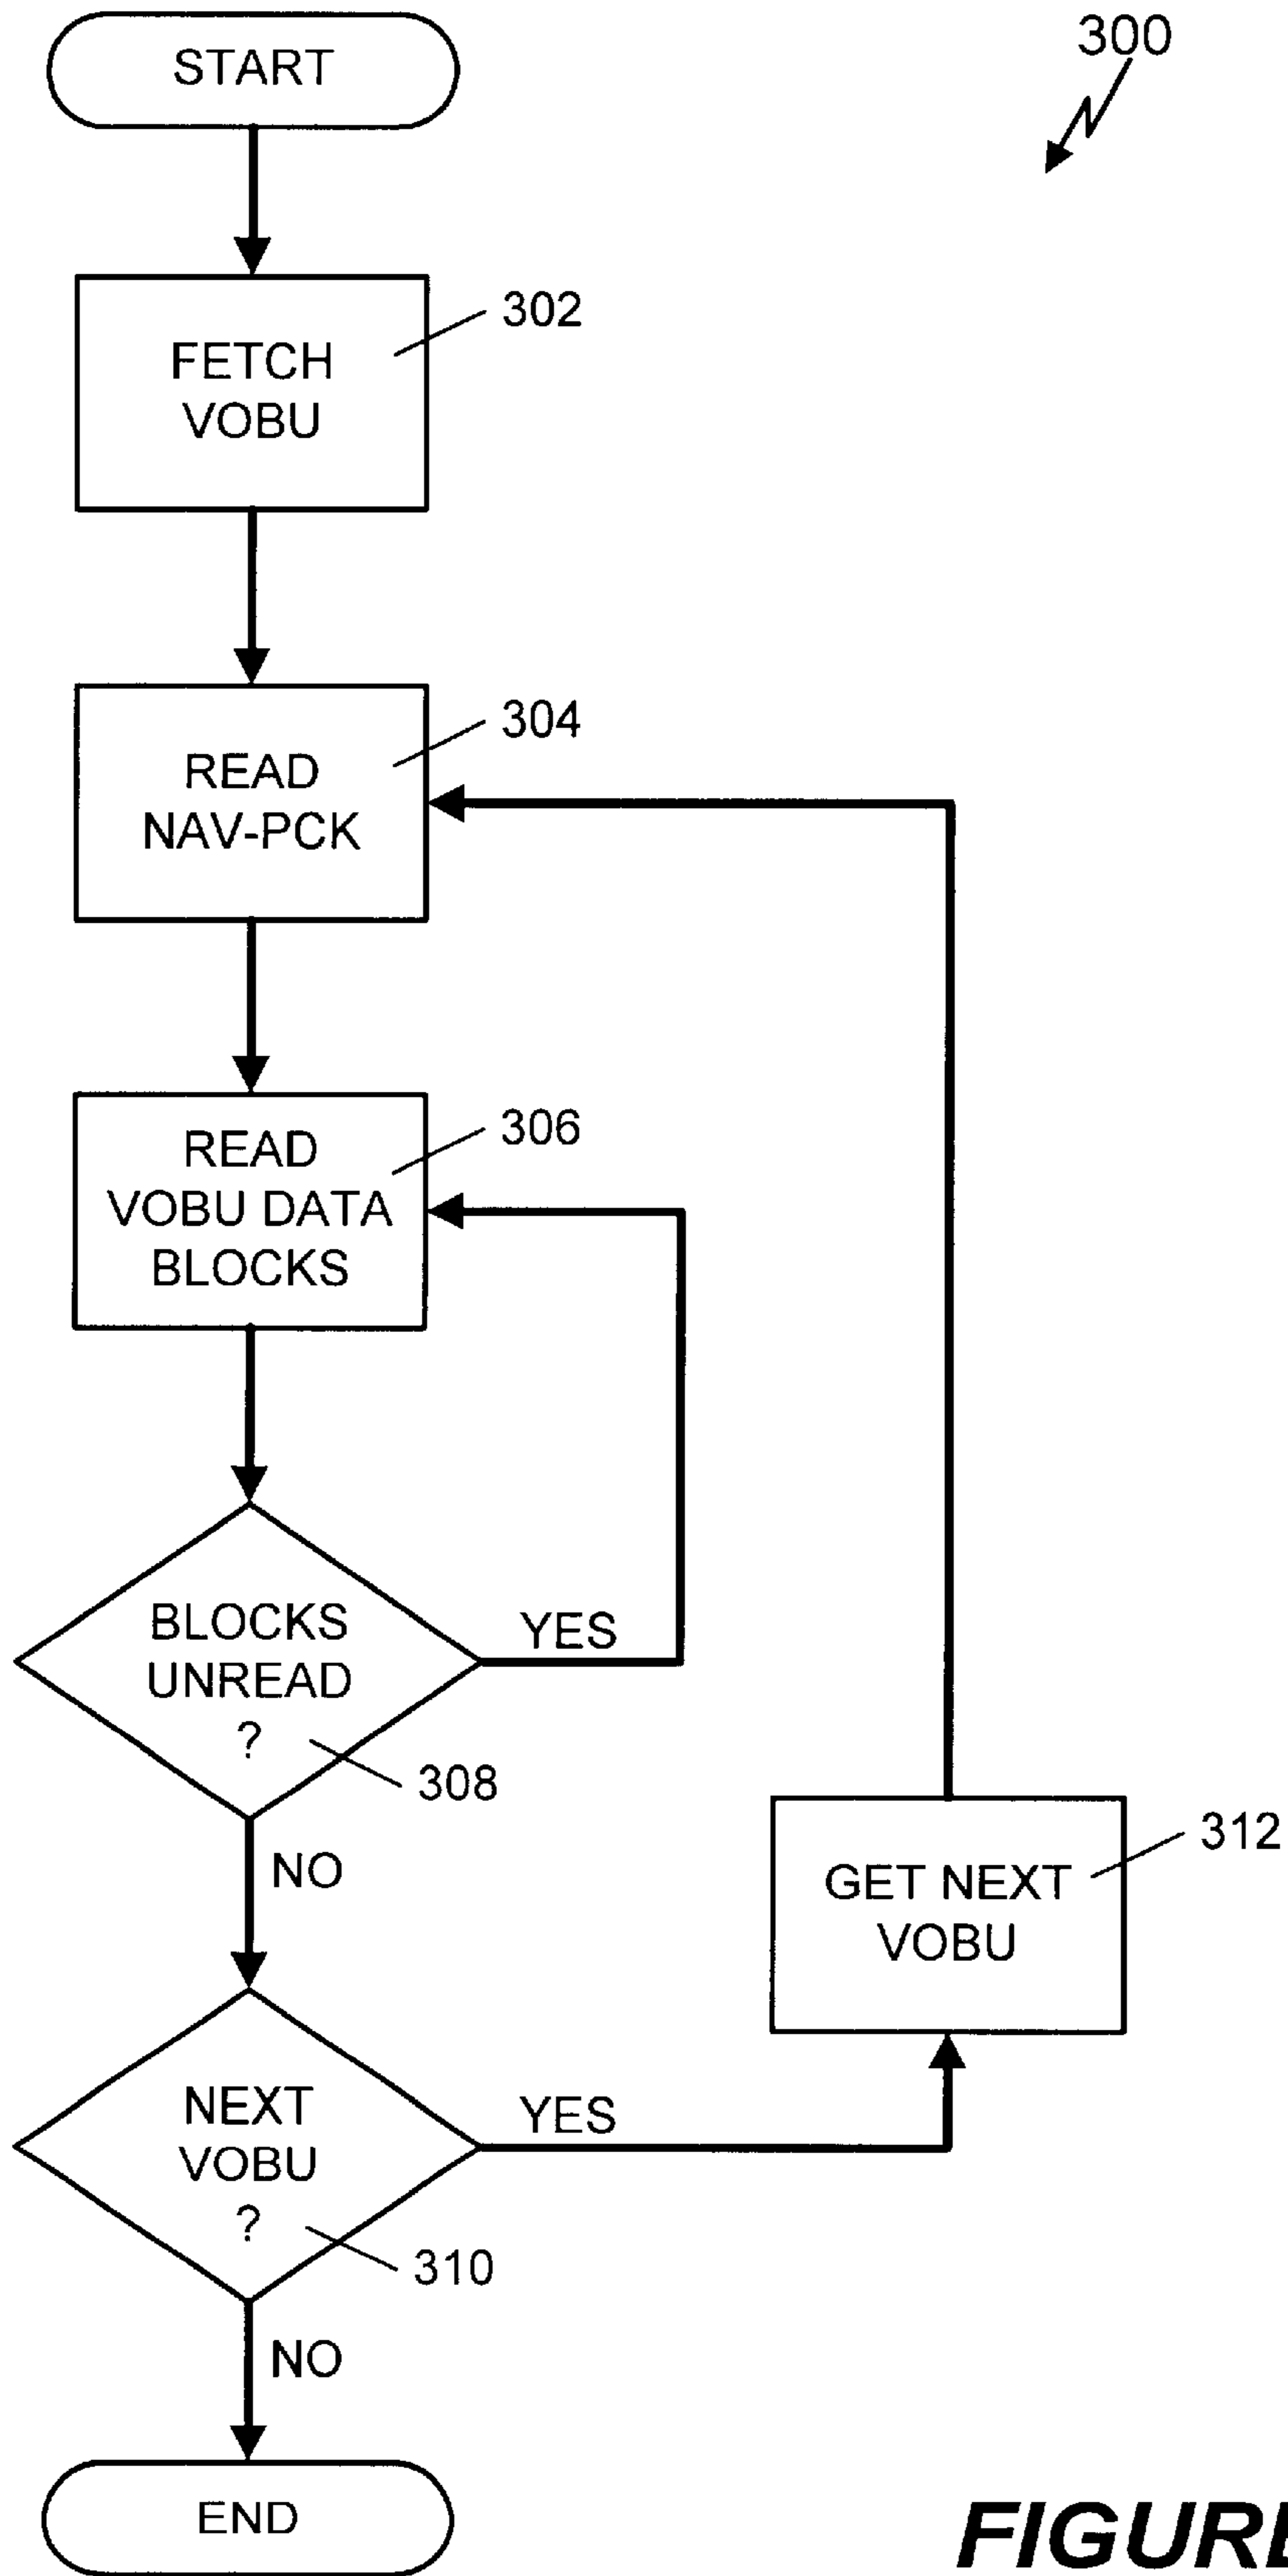 START
300
302
FETCH
VOBU
304
READ
NAV-PCK
306
READ
VOBU DATA
BLOCKS
BLOCKS
UNREAD
?
YES
308
NO
312
GET NEXT
VOBU
NEXT
VOBU
?
YES
310
NO
END
FIGURE